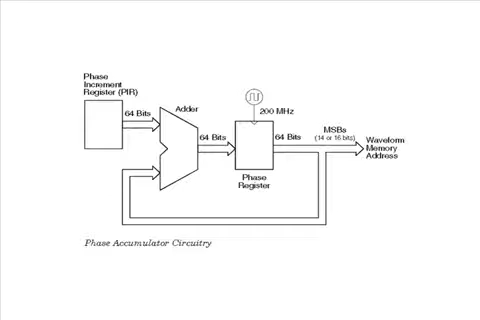 Phase
Increment
Register (PIR)
64 Bits
Adder
64 Bits
200 MHz
Phase
Register
64 Bits
MSBs
(14 or 16 bits)
Waveform
Memory
Address
Phase Accumulator Circuitry